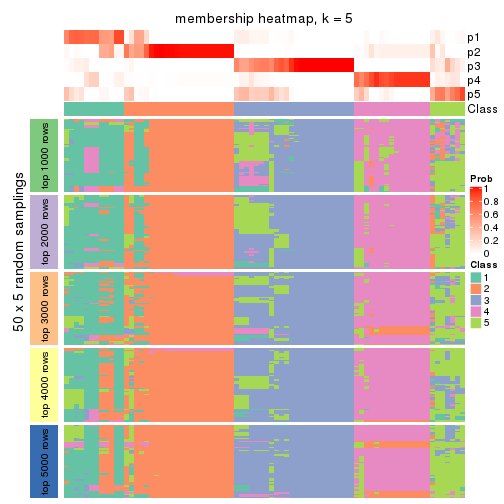 membership heatmap, k = 5
p1
p2
p3
p4
p5
Class
50 x 5 random samplings
top 1000 rows
top 2000 rows
top 3000 rows
top 4000 rows
top 5000 rows
Prob
1
0.8
0.6
0.4
0.2
0
Class
1
2
3
4
5